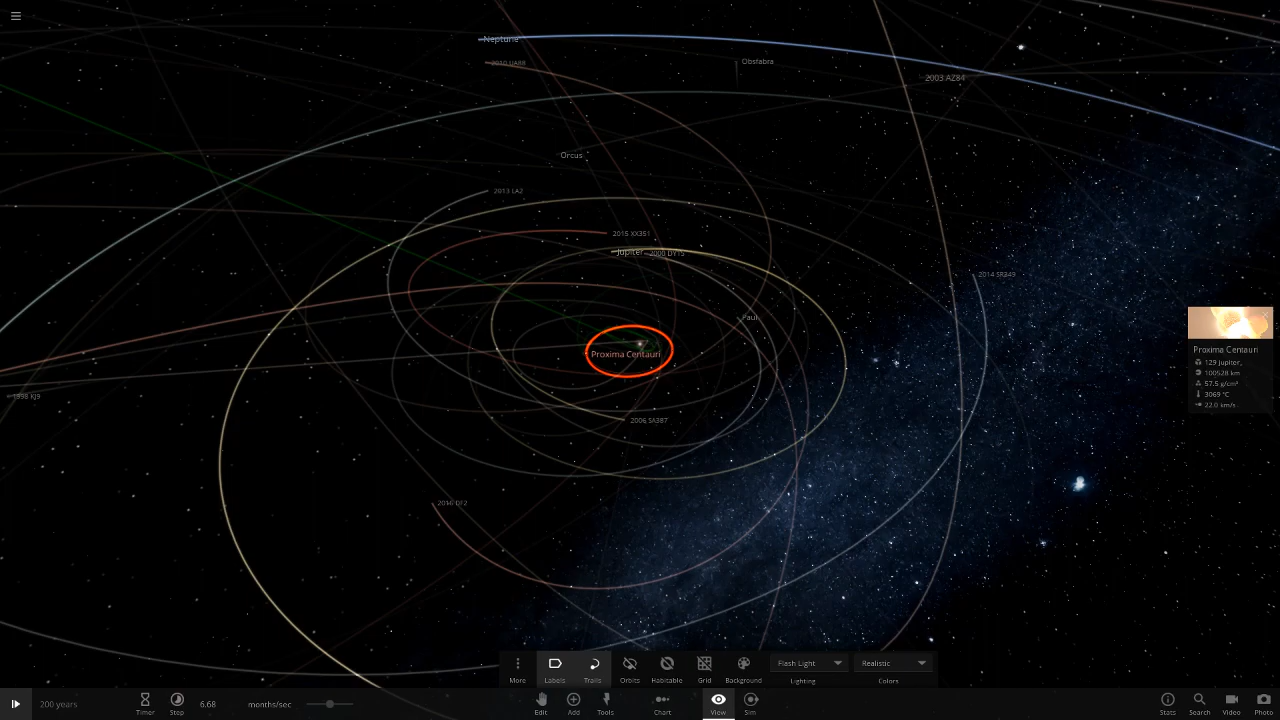 Neptune
2010 UA88
Obsfabra
2003 AZ84
Orcus
2013 LA2
2015 XX351
Jupiter
2000 DY15
2014 SR349
Paul
Proxima Centauri
Proxima Centauri
129 Jupiter,
100528 km
57.5 g/cm³
3069 °C
22.0 km/s
1998 KJ9
2006 SA387
2016 DF2
More
Labels
Trails
Orbits
Habitable
Grid
Background
Flash Light
Lighting
Realistic
Colors
200 years
Timer
Step
6.68
months/sec
Edit
Add
Tools
Chart
View
Sim
Stats
Search
Video
Photo